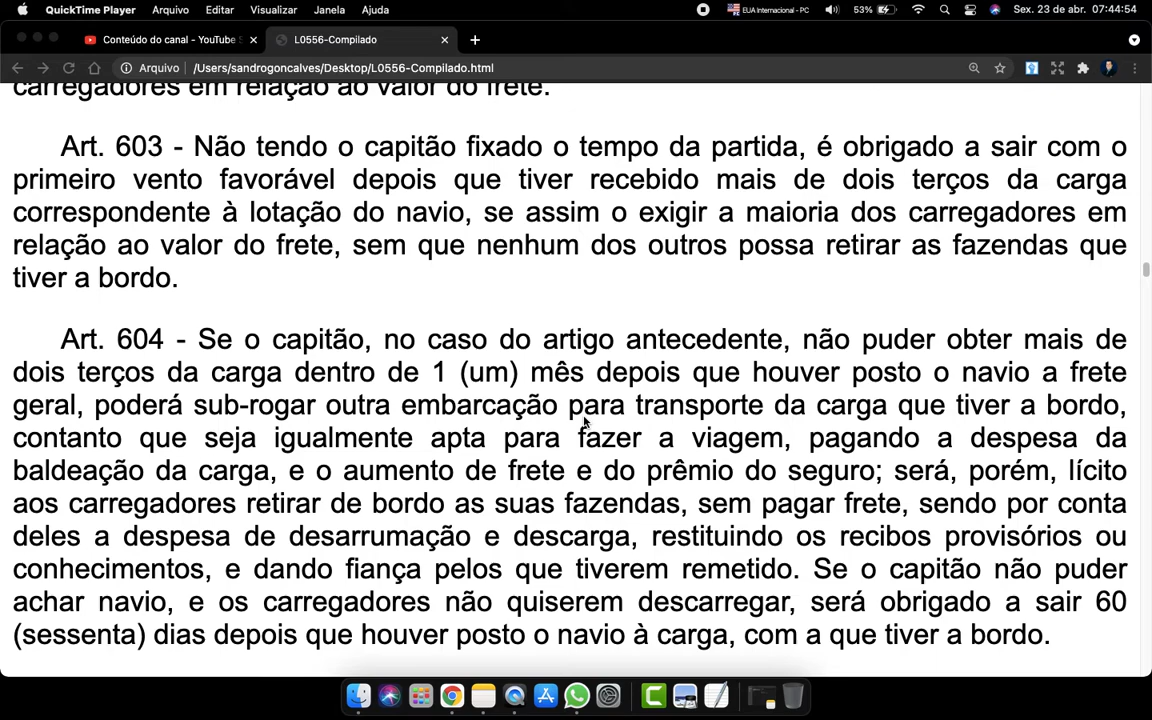 QuickTime Player Arquivo Editar Visualizar Janela Ajuda EUA Internacional - PC 53% Sex. 23 de abr. 07:44:54
Conteúdo do canal - YouTube L0556-Compilado
Arquivo /Users/sandrogoncalves/Desktop/L0556-Compilado.html
carregadores em relação ao valor do frete.
Art. 603 - Não tendo o capitão fixado o tempo da partida, é obrigado a sair com o
primeiro vento favorável depois que tiver recebido mais de dois terços da carga
correspondente à lotação do navio, se assim o exigir a maioria dos carregadores em
relação ao valor do frete, sem que nenhum dos outros possa retirar as fazendas que
tiver a bordo.
Art. 604 - Se o capitão, no caso do artigo antecedente, não puder obter mais de
dois terços da carga dentro de 1 (um) mês depois que houver posto o navio a frete
geral, poderá sub-rogar outra embarcação para transporte da carga que tiver a bordo,
contanto que seja igualmente apta para fazer a viagem, pagando a despesa da
baldeação da carga, e o aumento de frete e do prêmio do seguro; será, porém, lícito
aos carregadores retirar de bordo as suas fazendas, sem pagar frete, sendo por conta
deles a despesa de desarrumação e descarga, restituindo os recibos provisórios ou
conhecimentos, e dando fiança pelos que tiverem remetido. Se o capitão não puder
achar navio, e os carregadores não quiserem descarregar, será obrigado a sair 60
(sessenta) dias depois que houver posto o navio à carga, com a que tiver a bordo.